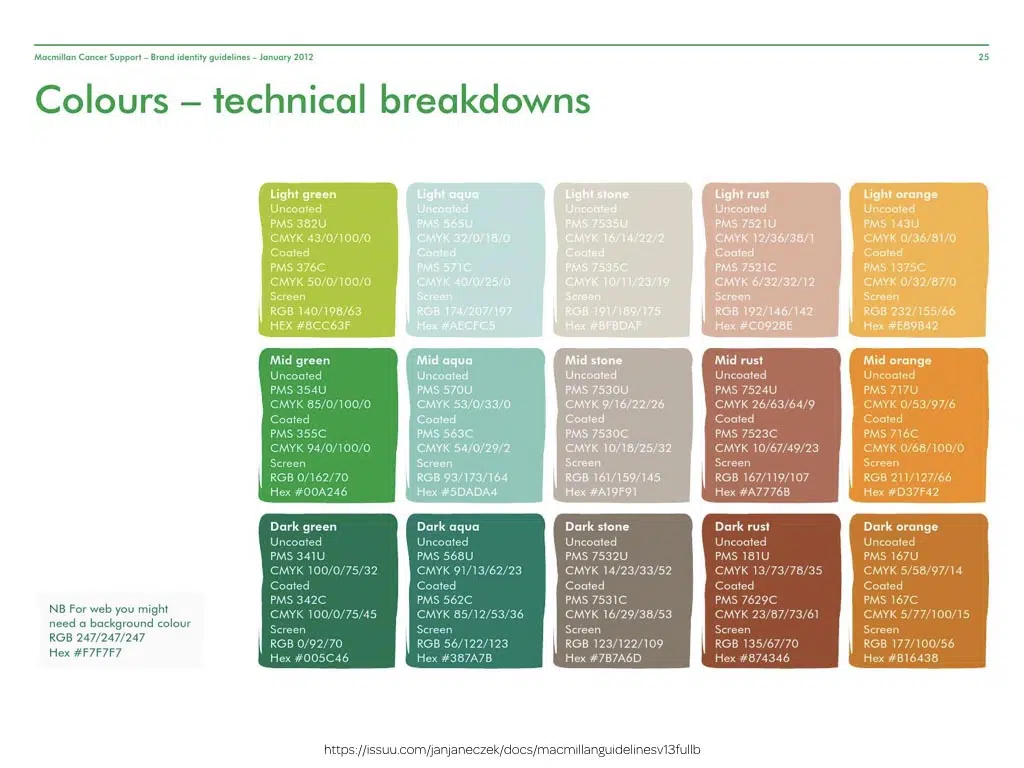 Macmillan Cancer Support – Brand identity guidelines – January 2012
25
Colours – technical breakdowns
Light green
Uncoated
PMS 382U
CMYK 43/0/100/0
Coated
PMS 376C
CMYK 50/0/100/0
Screen
RGB 140/198/63
HEX #8CC63F
Light aqua
Uncoated
PMS 565U
CMYK 32/0/18/0
Coated
PMS 571C
CMYK 40/0/25/0
Screen
RGB 174/207/197
Hex #AECFC5
Light stone
Uncoated
PMS 7535U
CMYK 16/14/22/2
Coated
PMS 7535C
CMYK 10/11/23/19
Screen
RGB 191/189/175
Hex #BFBDAF
Light rust
Uncoated
PMS 7521U
CMYK 12/36/38/1
Coated
PMS 7521C
CMYK 6/32/32/12
Screen
RGB 192/146/142
Hex #C0928E
Light orange
Uncoated
PMS 143U
CMYK 0/36/81/0
Coated
PMS 1375C
CMYK 0/32/87/0
Screen
RGB 232/155/66
Hex #E89B42
Mid green
Uncoated
PMS 354U
CMYK 85/0/100/0
Coated
PMS 355C
CMYK 94/0/100/0
Screen
RGB 0/162/70
Hex #00A246
Mid aqua
Uncoated
PMS 570U
CMYK 53/0/33/0
Coated
PMS 563C
CMYK 54/0/29/2
Screen
RGB 93/173/164
Hex #5DADA4
Mid stone
Uncoated
PMS 7530U
CMYK 9/16/22/26
Coated
PMS 7530C
CMYK 10/18/25/32
Screen
RGB 161/159/145
Hex #A19F91
Mid rust
Uncoated
PMS 7524U
CMYK 26/63/64/9
Coated
PMS 7523C
CMYK 10/67/49/23
Screen
RGB 167/119/107
Hex #A7776B
Mid orange
Uncoated
PMS 717U
CMYK 0/53/97/6
Coated
PMS 716C
CMYK 0/68/100/0
Screen
RGB 211/127/66
Hex #D37F42
Dark green
Uncoated
PMS 341U
CMYK 100/0/75/32
Coated
PMS 342C
CMYK 100/0/75/45
Screen
RGB 0/92/70
Hex #005C46
Dark aqua
Uncoated
PMS 568U
CMYK 91/13/62/23
Coated
PMS 562C
CMYK 85/12/53/36
Screen
RGB 56/122/123
Hex #387A7B
Dark stone
Uncoated
PMS 7532U
CMYK 14/23/33/52
Coated
PMS 7531C
CMYK 16/29/38/53
Screen
RGB 123/122/109
Hex #7B7A6D
Dark rust
Uncoated
PMS 181U
CMYK 13/73/78/35
Coated
PMS 7629C
CMYK 23/87/73/61
Screen
RGB 135/67/70
Hex #874346
Dark orange
Uncoated
PMS 167U
CMYK 5/58/97/14
Coated
PMS 167C
CMYK 5/77/100/15
Screen
RGB 177/100/56
Hex #B16438
NB For web you might
need a background colour
RGB 247/247/247
Hex #F7F7F7
https://issuu.com/janjaneczek/docs/macmillanguidelinesv13fullb